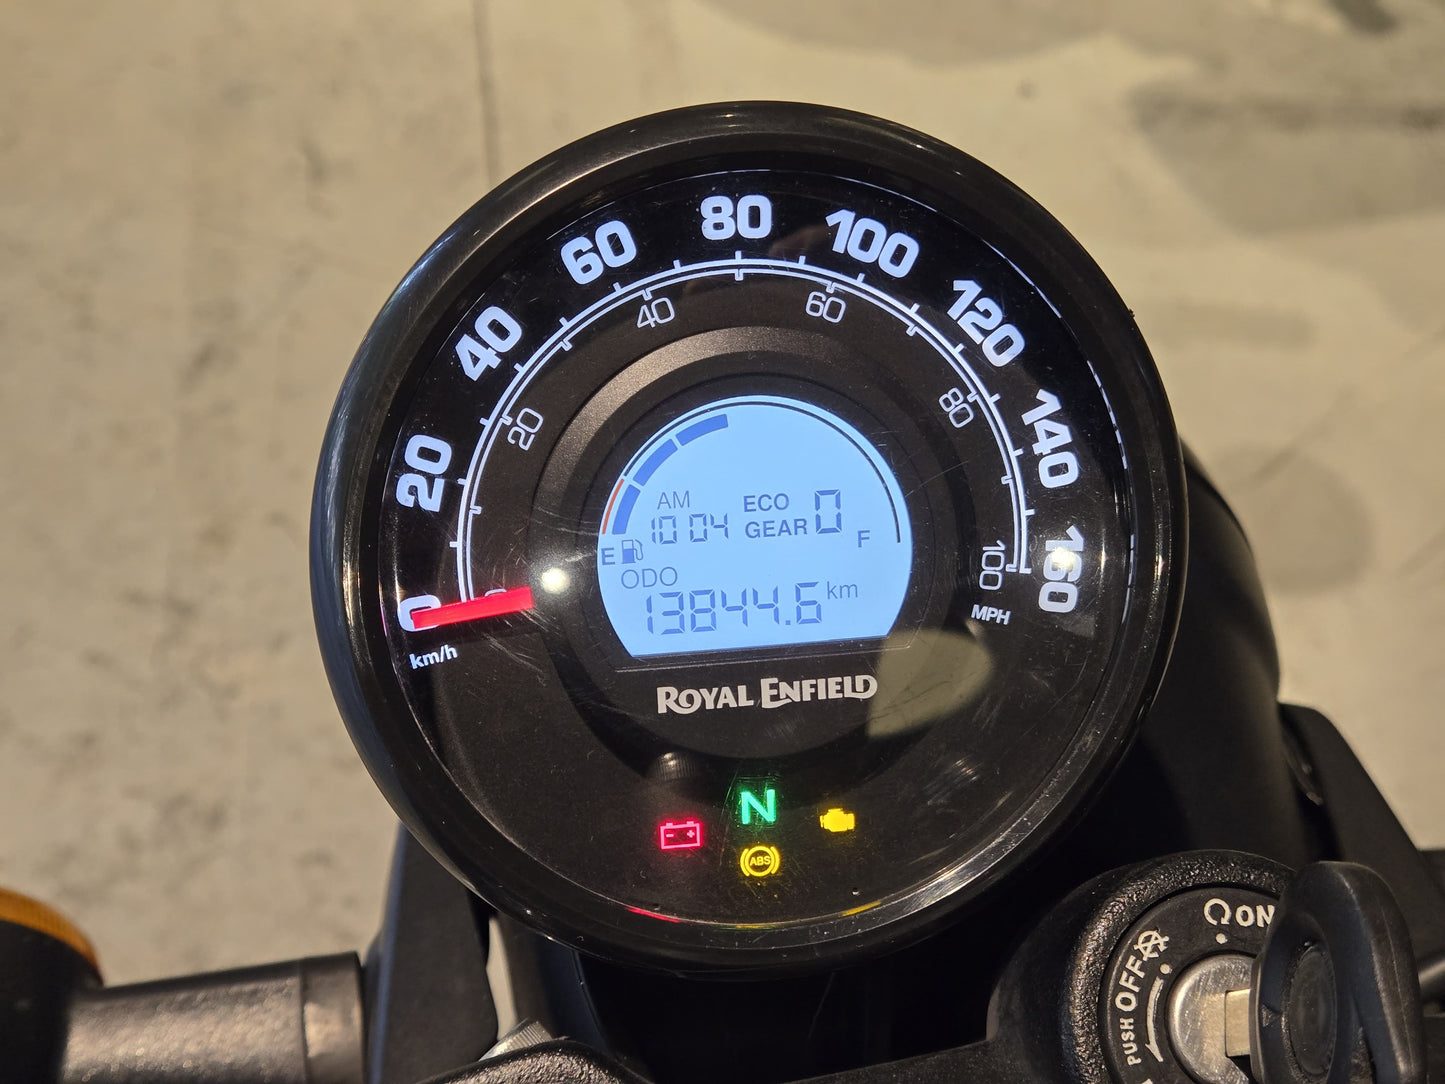 0 20 40 60 80 100 120 140 160
20 40 60 80 100
km/h
MPH
AM ECO
10 04 GEAR 0
E F
ODO
13844.6 km
ROYAL ENFIELD
N
ABS
ON
OFF
PUSH